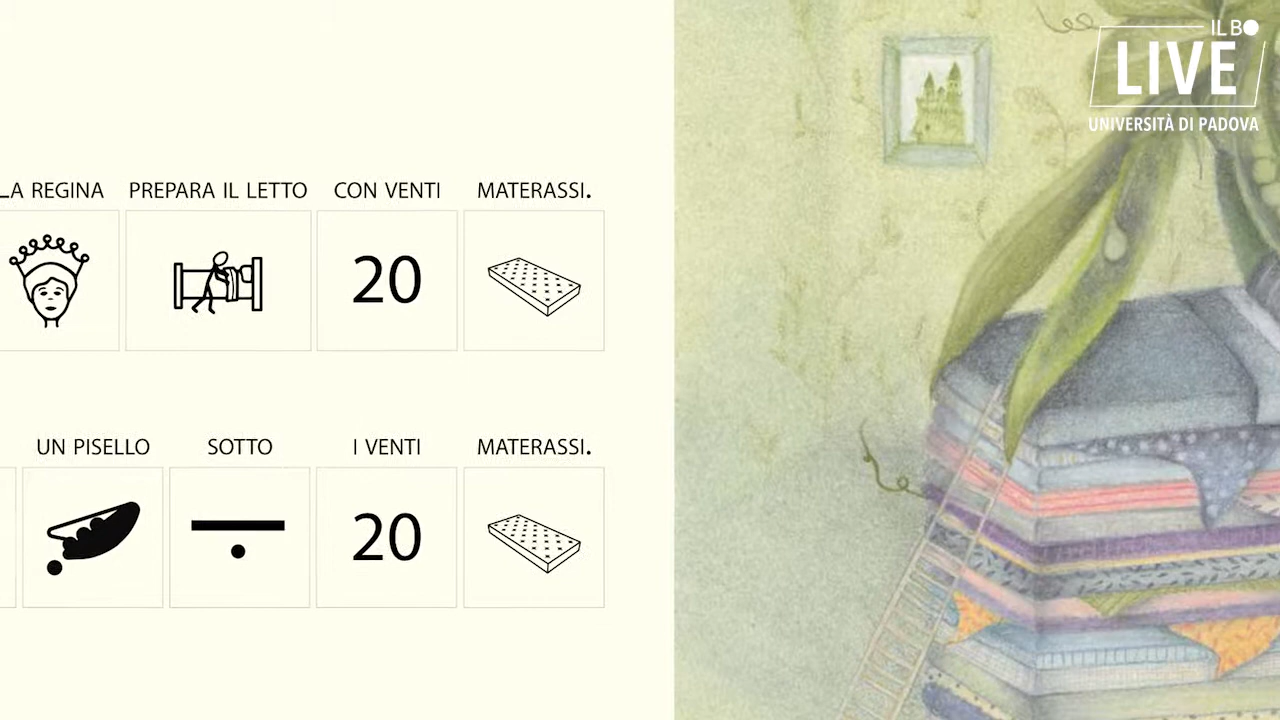 LA REGINA PREPARA IL LETTO CON VENTI MATERASSI.
20
UN PISELLO SOTTO I VENTI MATERASSI.
20
IL BO
LIVE
UNIVERSITÀ DI PADOVA